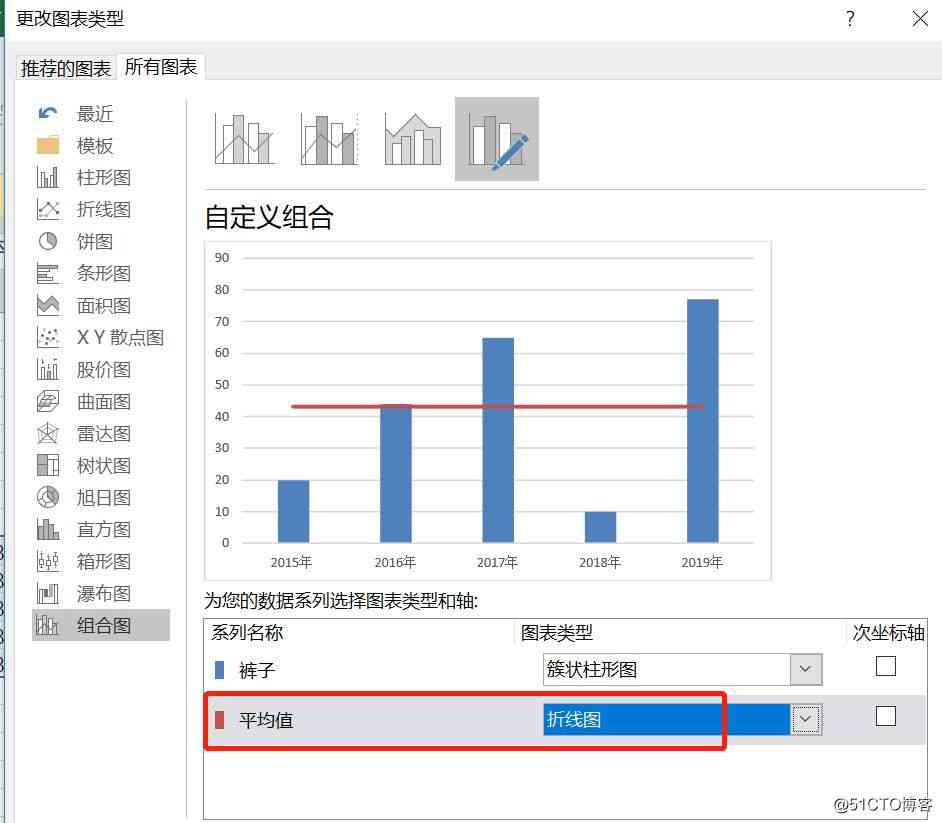 更改图表类型
?
推荐的图表 所有图表
最近
模板
柱形图
折线图
饼图
条形图
面积图
X Y 散点图
股价图
曲面图
雷达图
树状图
旭日图
直方图
箱形图
瀑布图
组合图
自定义组合
90
80
70
60
50
40
30
20
10
0
2015年 2016年 2017年 2018年 2019年
为您的数据系列选择图表类型和轴:
系列名称 图表类型 次坐标轴
裤子 簇状柱形图
平均值 折线图
@51CTO博客